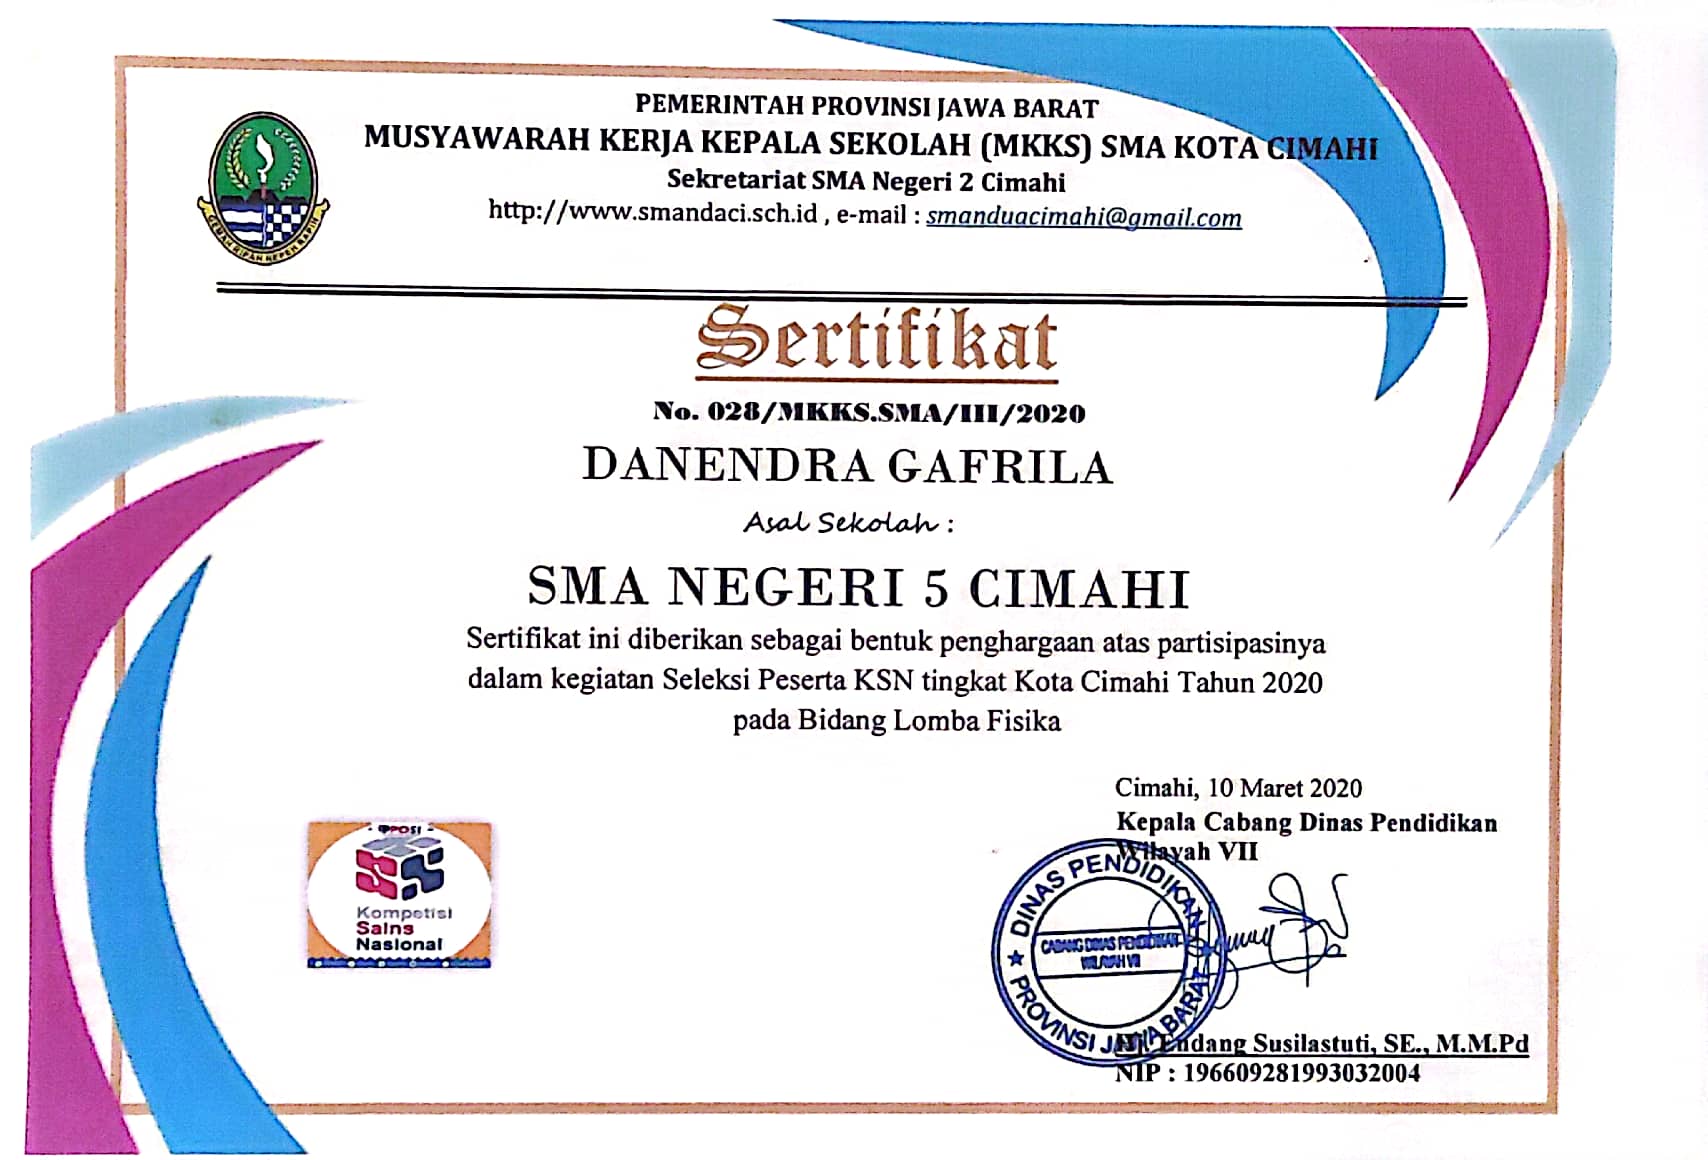 PEMERINTAH PROVINSI JAWA BARAT
MUSYAWARAH KERJA KEPALA SEKOLAH (MKKS) SMA KOTA CIMAHI
Sekretariat SMA Negeri 2 Cimahi
http://www.smandaci.sch.id , e-mail : smanduacimahi@gmail.com
GEMAH RIPAH REPEH RAPIH
Sertifikat
No. 028/MKKS.SMA/III/2020
DANENDRA GAFRILA
Asal Sekolah :
SMA NEGERI 5 CIMAHI
Sertifikat ini diberikan sebagai bentuk penghargaan atas partisipasinya
dalam kegiatan Seleksi Peserta KSN tingkat Kota Cimahi Tahun 2020
pada Bidang Lomba Fisika
POSI
Kompetisi
Sains
Nasional
Cimahi, 10 Maret 2020
Kepala Cabang Dinas Pendidikan
Wilayah VII
DINAS PENDIDIKAN
CABANG DINAS PENDIDIKAN
WILAYAH VII
PROVINSI JAWA BARAT
Endang Susilastuti, SE., M.M.Pd
NIP : 196609281993032004